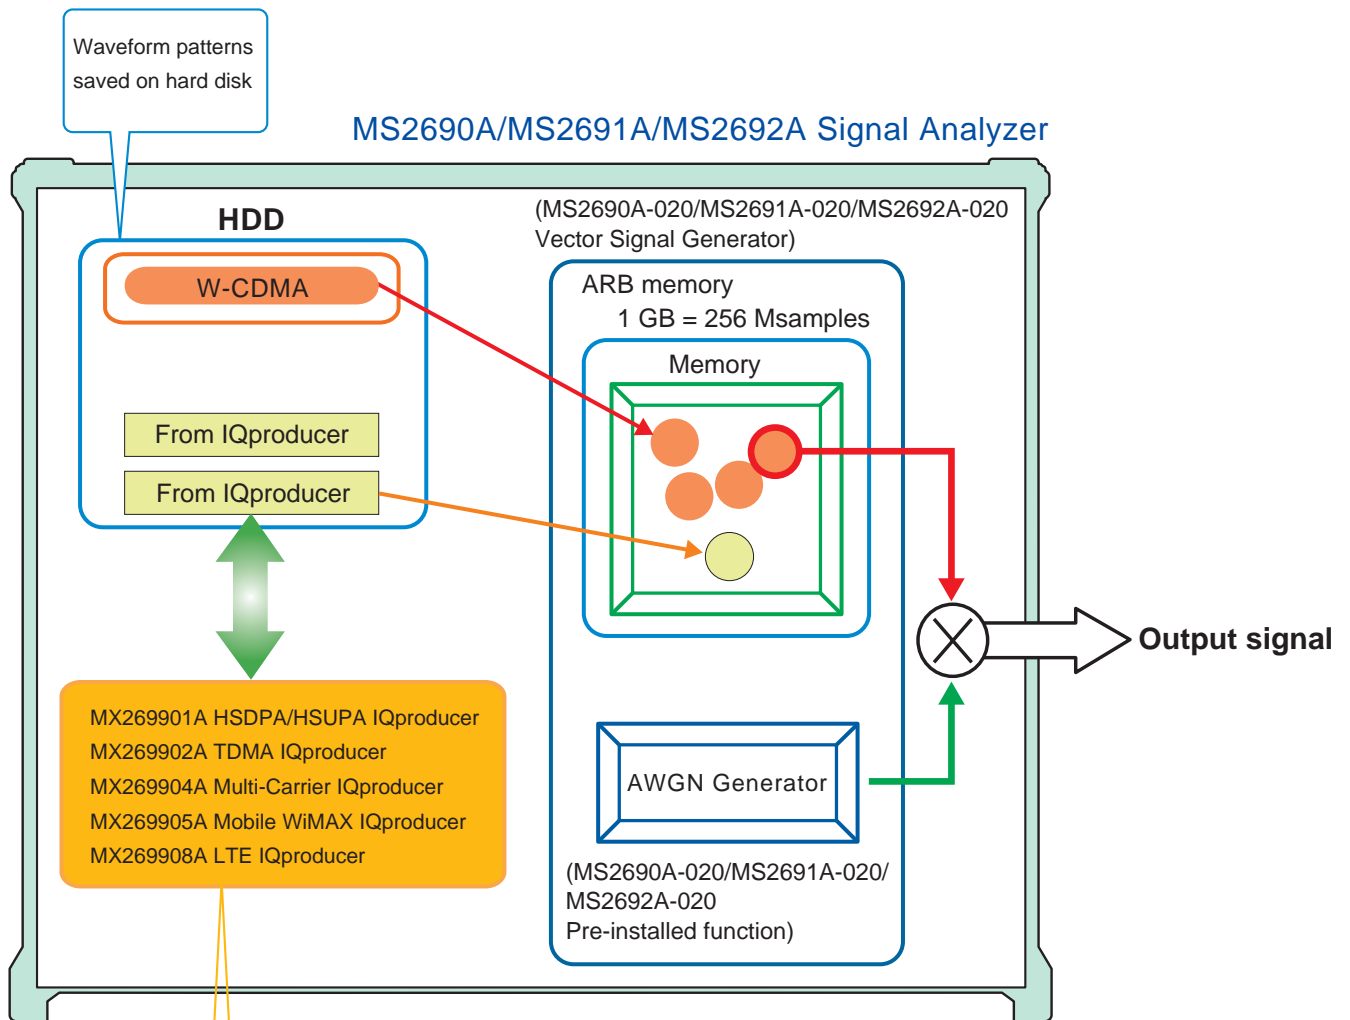 Waveform patterns
saved on hard disk
MS2690A/MS2691A/MS2692A Signal Analyzer
HDD
W-CDMA
From IQproducer
From IQproducer
(MS2690A-020/MS2691A-020/MS2692A-020
Vector Signal Generator)
ARB memory
1 GB = 256 Msamples
Memory
Output signal
MX269901A HSDPA/HSUPA IQproducer
MX269902A TDMA IQproducer
MX269904A Multi-Carrier IQproducer
MX269905A Mobile WiMAX IQproducer
MX269908A LTE IQproducer
AWGN Generator
(MS2690A-020/MS2691A-020/
MS2692A-020
Pre-installed function)